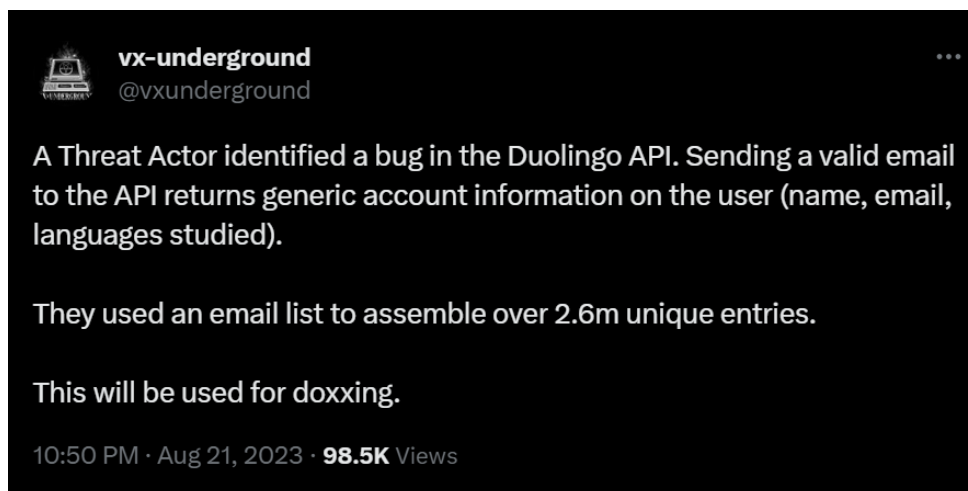 vx-underground
@vxunderground
A Threat Actor identified a bug in the Duolingo API. Sending a valid email
to the API returns generic account information on the user (name, email,
languages studied).
They used an email list to assemble over 2.6m unique entries.
This will be used for doxxing.
10:50 PM · Aug 21, 2023 · 98.5K Views